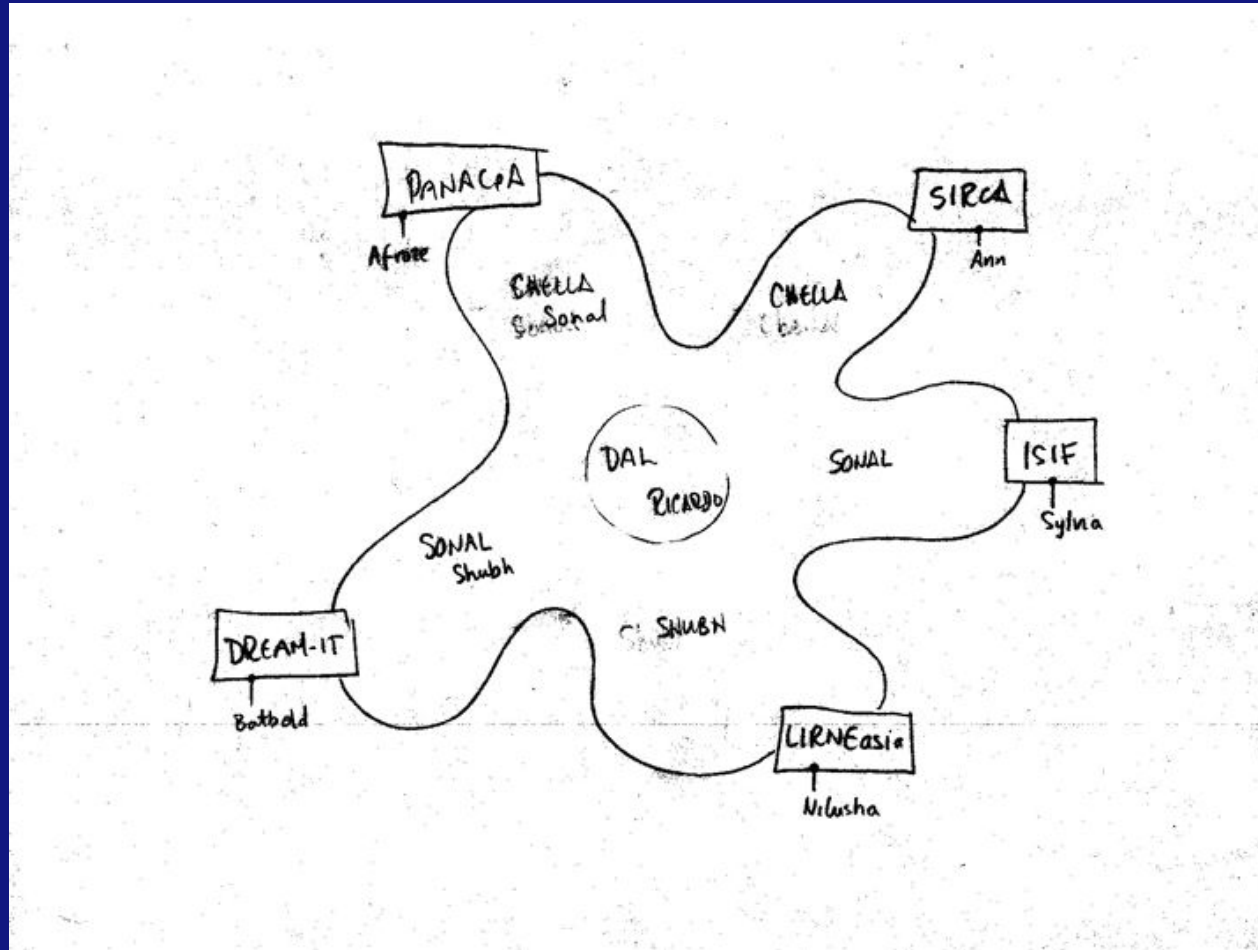 PANACeA
Afroze
SIRCA
Ann
CHELLA
Sonal
CHELLA
ISIF
Sylvia
DAL
RICARDO
SONAL
SONAL
Shubh
SHUBH
DREAM-IT
Batbold
LIRNEasia
Nilusha